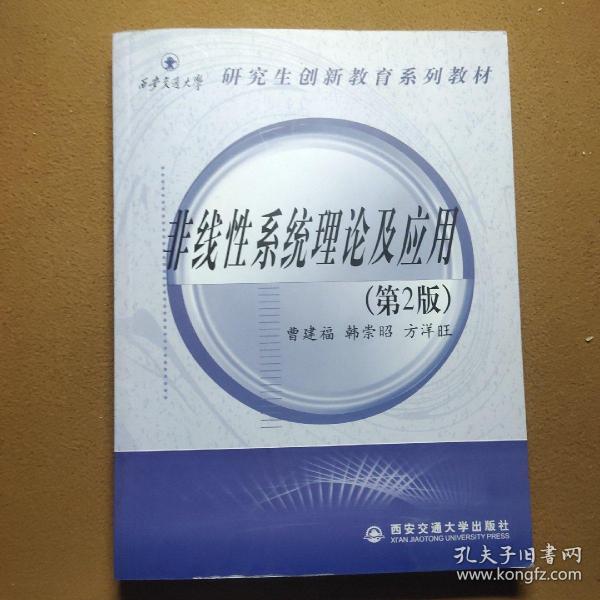 西安交通大学
研究生创新教育系列教材
非线性系统理论及应用
(第2版)
曹建福 韩崇昭 方洋旺
西安交通大学出版社
XI'AN JIAOTONG UNIVERSITY PRESS
孔夫子旧书网
www.kongfz.com